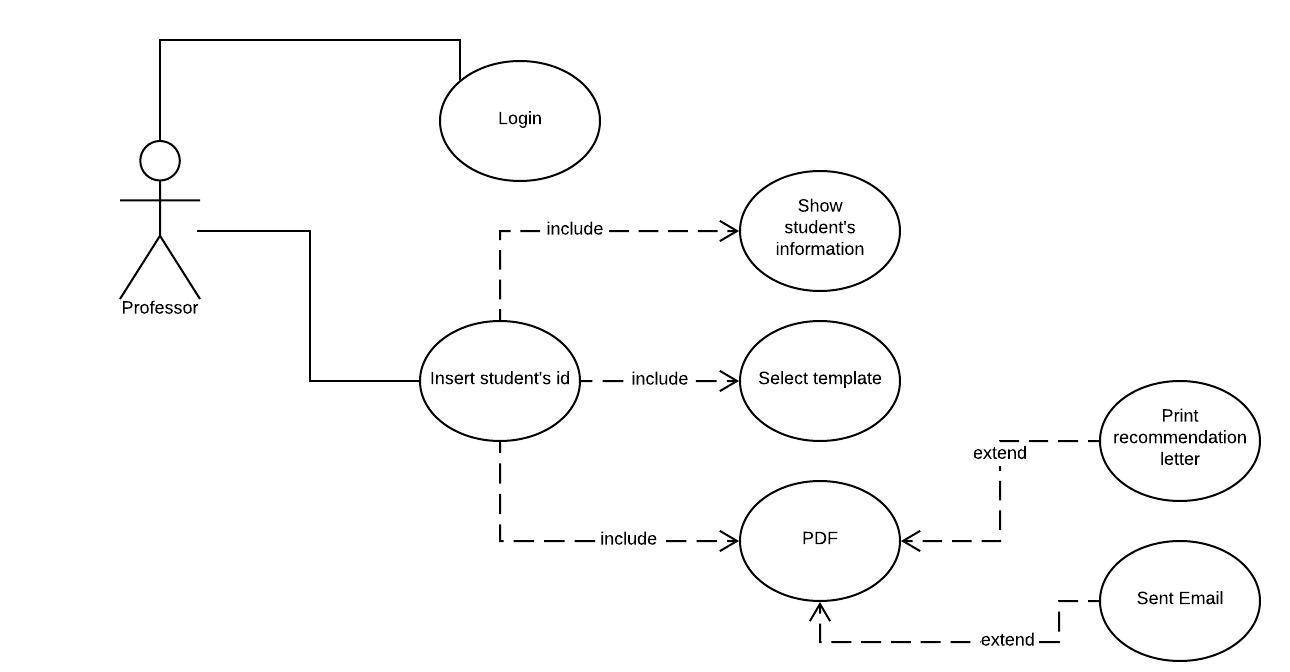 Login
Show
student's
information
include
Professor
Insert student's id
include
Select template
Print
recommendation
letter
extend
include
PDF
Sent Email
extend